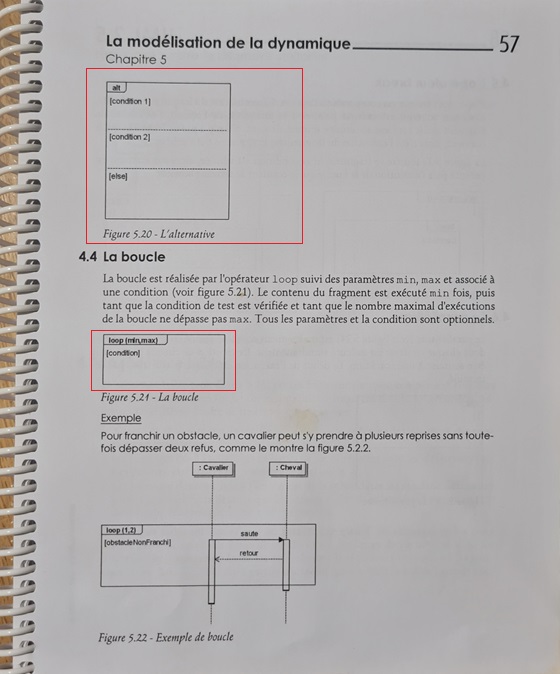 La modélisation de la dynamique 57
Chapitre 5
alt
[condition 1]
[condition 2]
[else]
Figure 5.20 - L'alternative
4.4 La boucle
La boucle est réalisée par l'opérateur loop suivi des paramètres min, max et associé à
une condition (voir figure 5.21). Le contenu du fragment est exécuté min fois, puis
tant que la condition de test est vérifiée et tant que le nombre maximal d'exécutions
de la boucle ne dépasse pas max. Tous les paramètres et la condition sont optionnels.
loop (min,max)
[condition]
Figure 5.21 - La boucle
Exemple
Pour franchir un obstacle, un cavalier peut s'y prendre à plusieurs reprises sans toute-
fois dépasser deux refus, comme le montre la figure 5.2.2.
: Cavalier : Cheval
loop (1,2)
[obstacleNonFranchi]
saute
retour
Figure 5.22 - Exemple de boucle